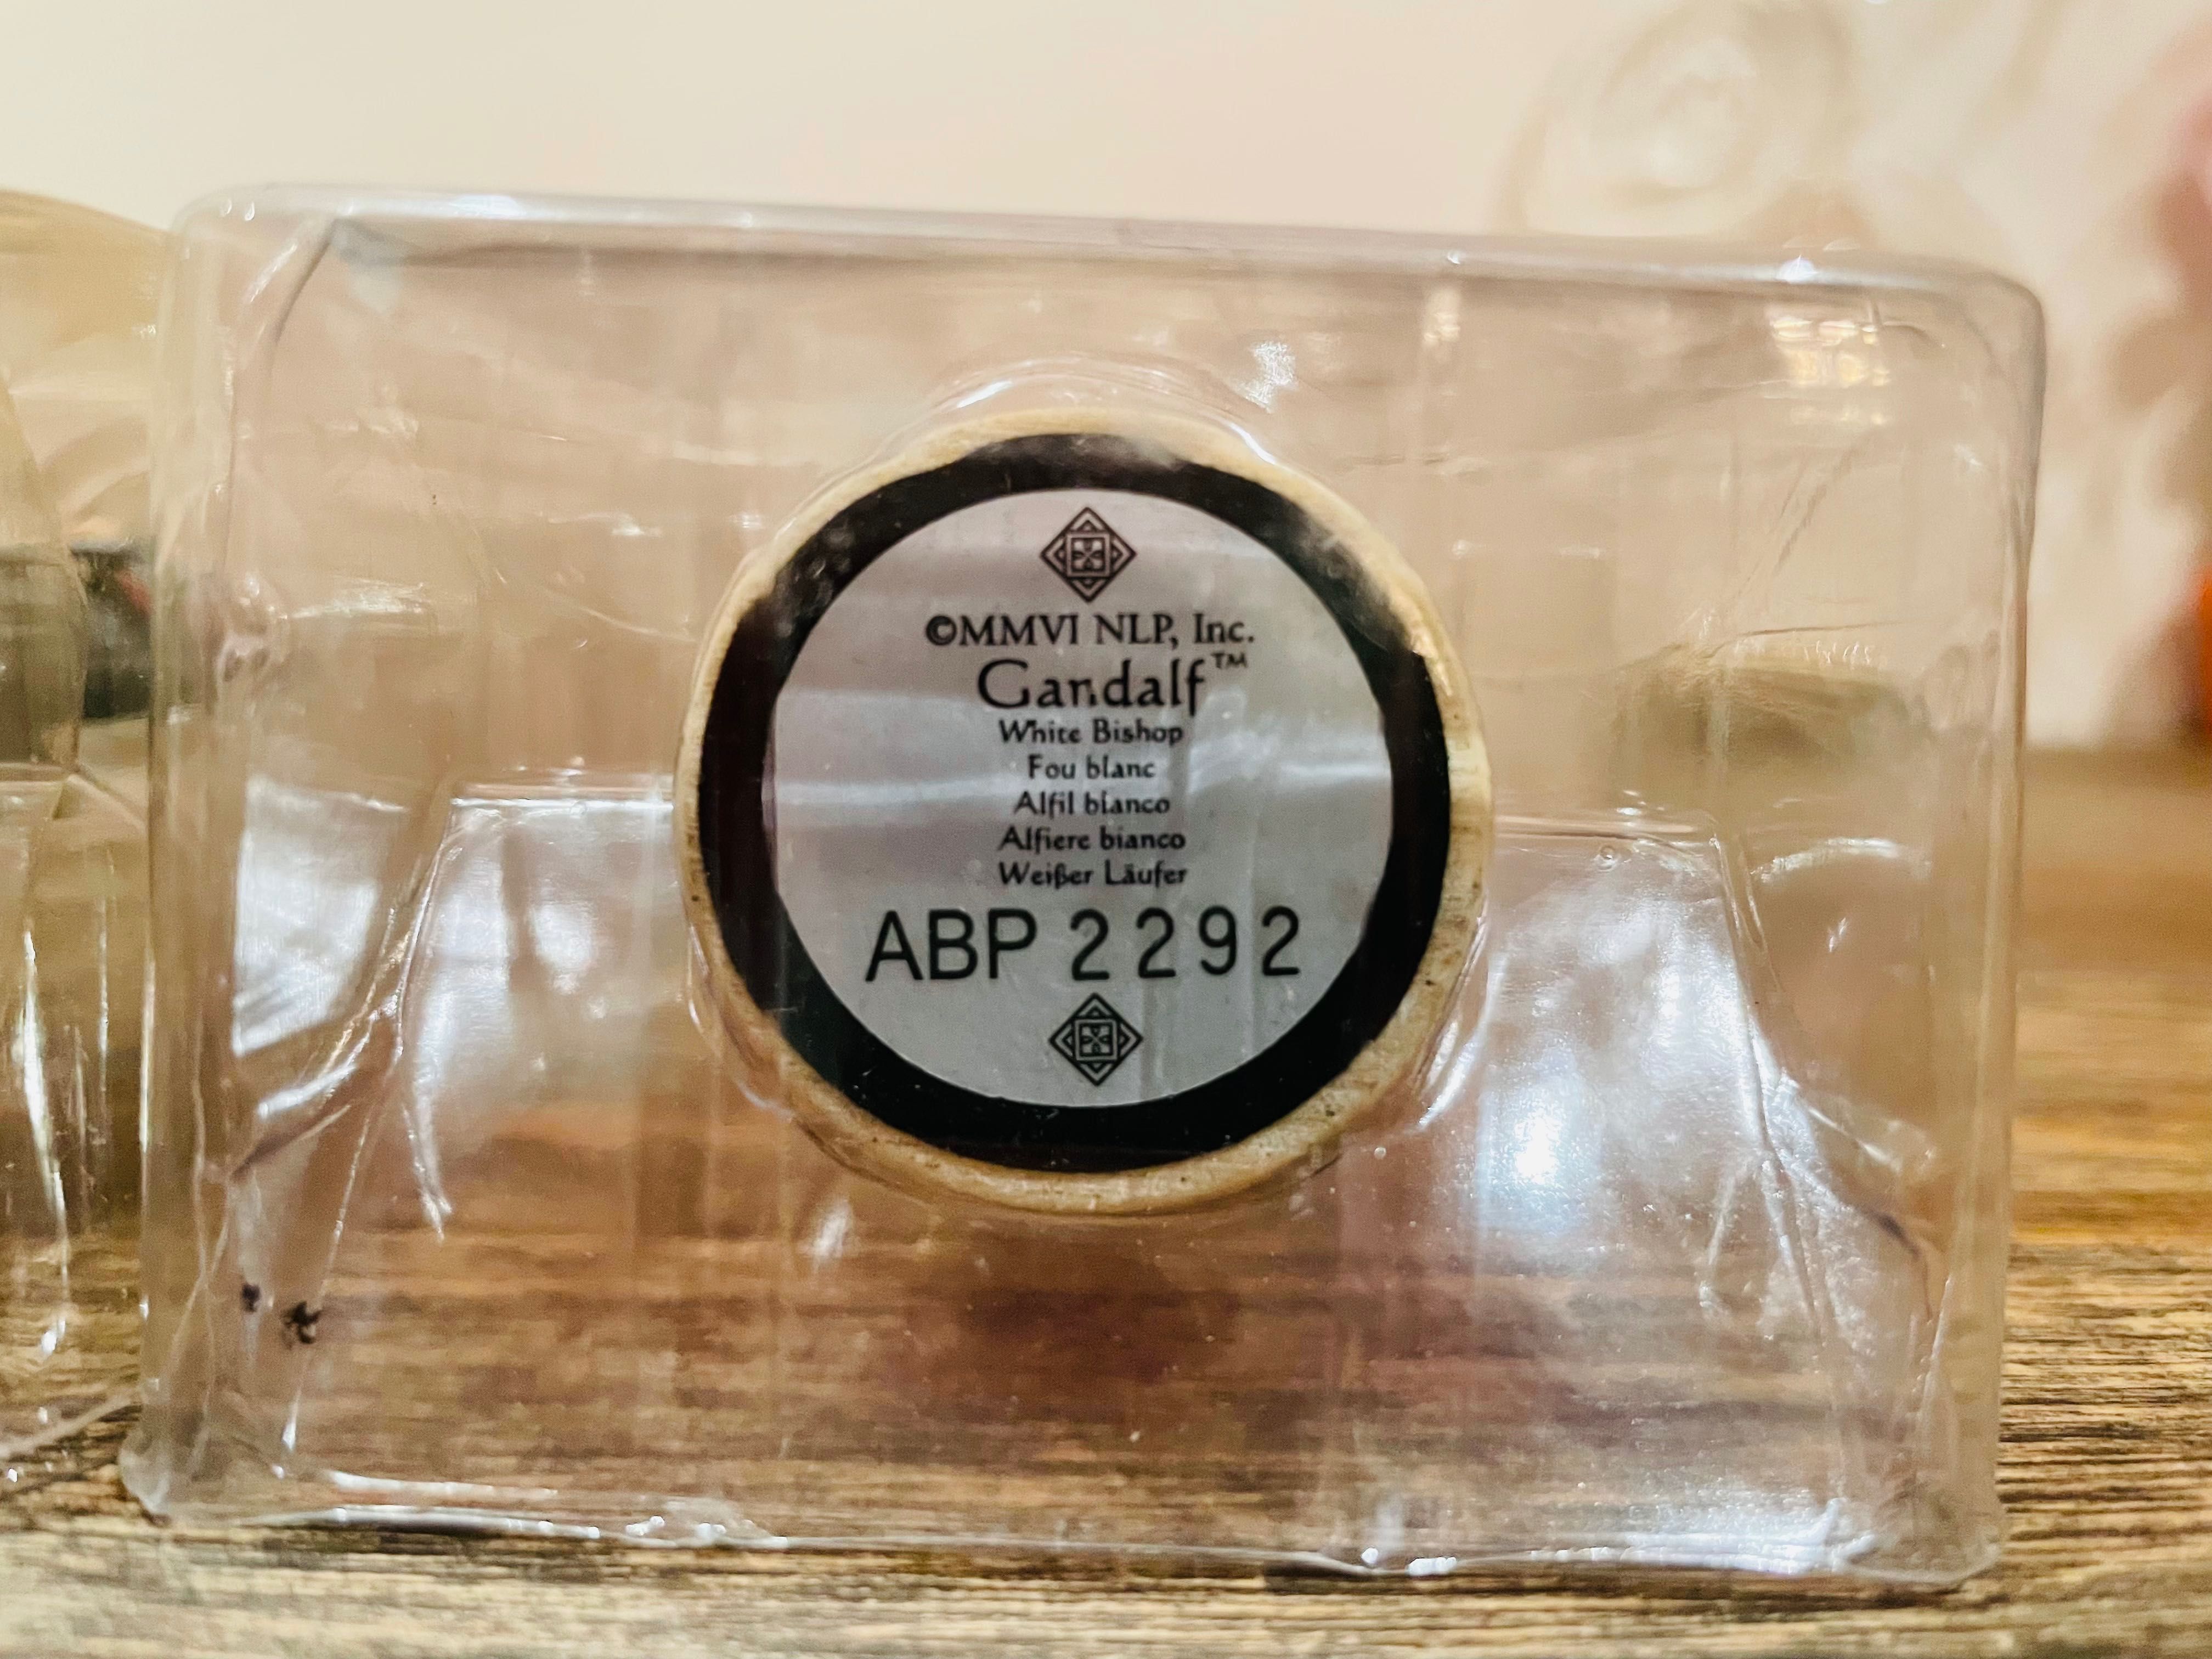 ©MMVI NLP, Inc.
Gandalf™
White Bishop
Fou blanc
Alfil blanco
Alfiere bianco
Weißer Läufer
ABP 2292